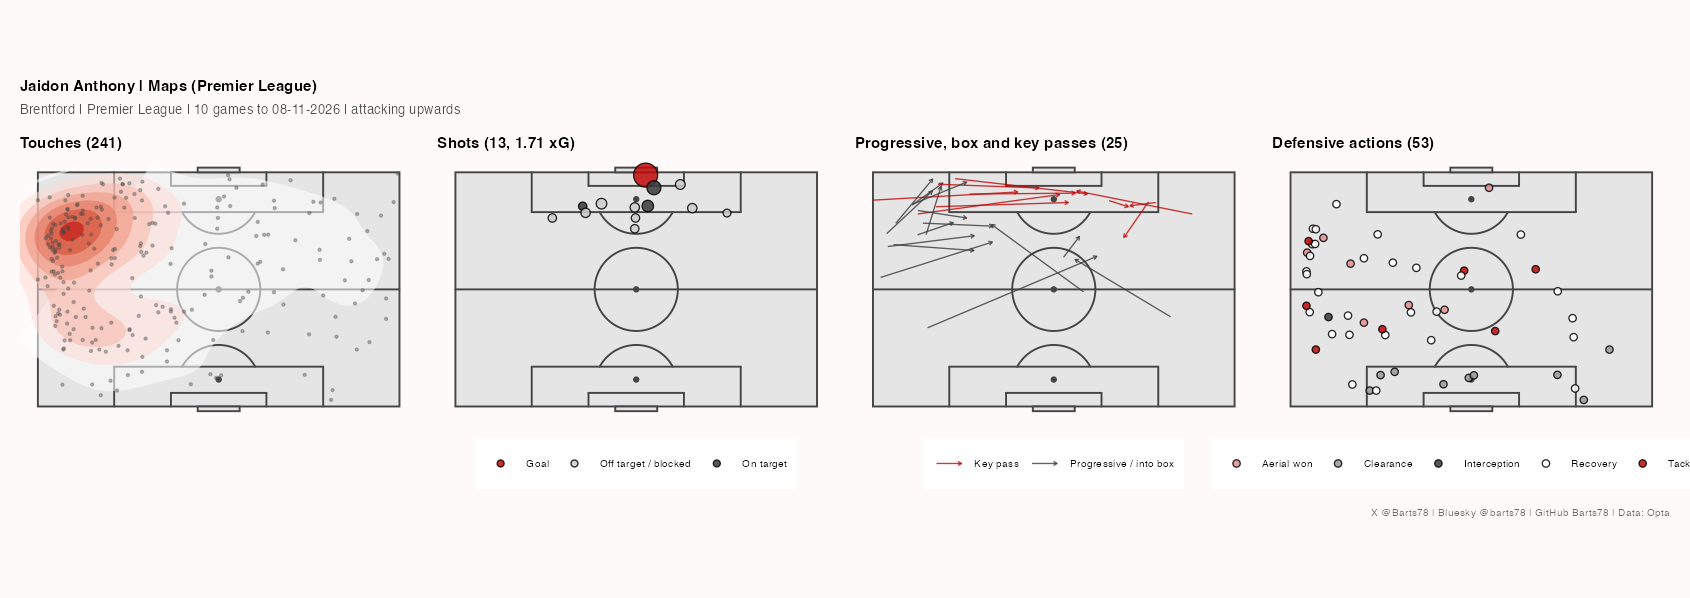 Jaidon Anthony | Maps (Premier League)
Brentford | Premier League | 10 games to 08-11-2026 | attacking upwards
Touches (241)
Shots (13, 1.71 xG)
Progressive, box and key passes (25)
Defensive actions (53)
Goal
Off target / blocked
On target
Key pass
Progressive / into box
Aerial won
Clearance
Interception
Recovery
Tack
X @Barts78 | Bluesky @barts78 | GitHub Barts78 | Data: Opta